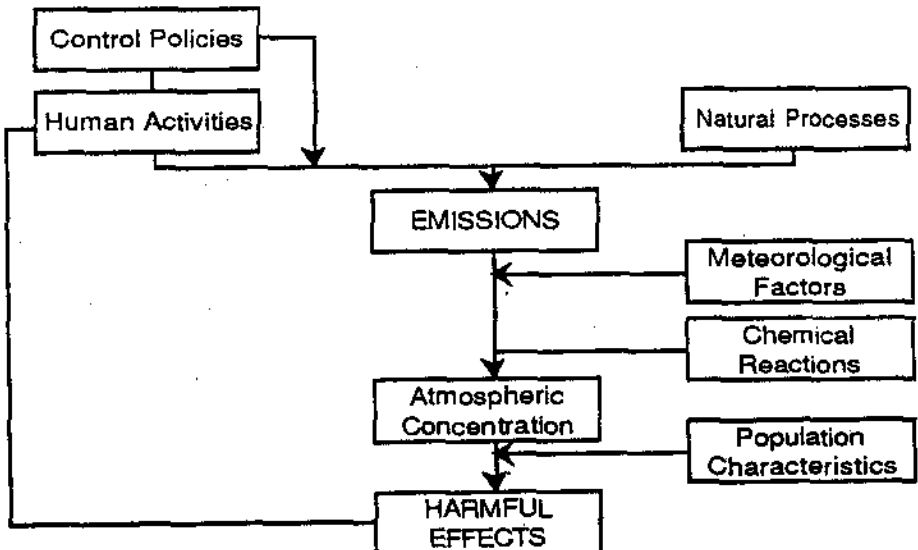 Control Policies
Human Activities
Natural Processes
EMISSIONS
Meteorological
Factors
Chemical
Reactions
Atmospheric
Concentration
Population
Characteristics
HARMFUL
EFFECTS